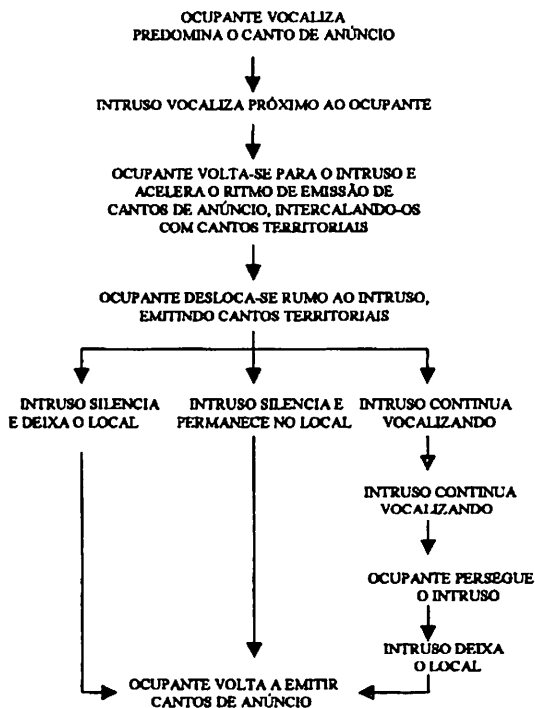 OCUPANTE VOCALIZA
PREDOMINA O CANTO DE ANÚNCIO
INTRUSO VOCALIZA PRÓXIMO AO OCUPANTE
OCUPANTE VOLTA-SE PARA O INTRUSO E
ACELERA O RITMO DE EMISSÃO DE
CANTOS DE ANÚNCIO, INTERCALANDO-OS
COM CANTOS TERRITORIAIS
OCUPANTE DESLOCA-SE RUMO AO INTRUSO,
EMITINDO CANTOS TERRITORIAIS
INTRUSO SILENCIA
E DEIXA O LOCAL
INTRUSO SILENCIA E
PERMANECE NO LOCAL
INTRUSO CONTINUA
VOCALIZANDO
INTRUSO CONTINUA
VOCALIZANDO
OCUPANTE PERSEGUE
O INTRUSO
INTRUSO DEIXA
O LOCAL
OCUPANTE VOLTA A EMITIR
CANTOS DE ANÚNCIO